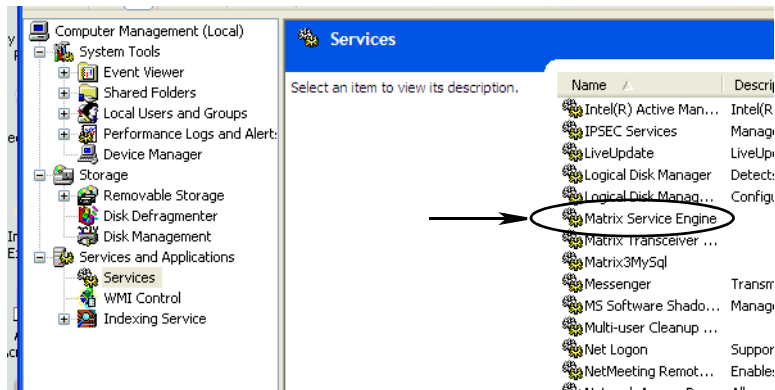 Computer Management (Local)
System Tools
Event Viewer
Shared Folders
Local Users and Groups
Performance Logs and Alert
Device Manager
Storage
Removable Storage
Disk Defragmenter
Disk Management
Services and Applications
Services
WMI Control
Indexing Service
Services
Select an item to view its description.
Name Descri
Intel(R) Active Man... Intel(R
IPSEC Services Manage
LiveUpdate LiveUp
Logical Disk Manager Detects
Logical Disk Manag... Configu
Matrix Service Engine
Matrix Transceiver ...
Matrix3MySql
Messenger Transm
MS Software Shado... Manage
Multi-user Cleanup ...
Net Logon Suppor
NetMeeting Remot... Enables